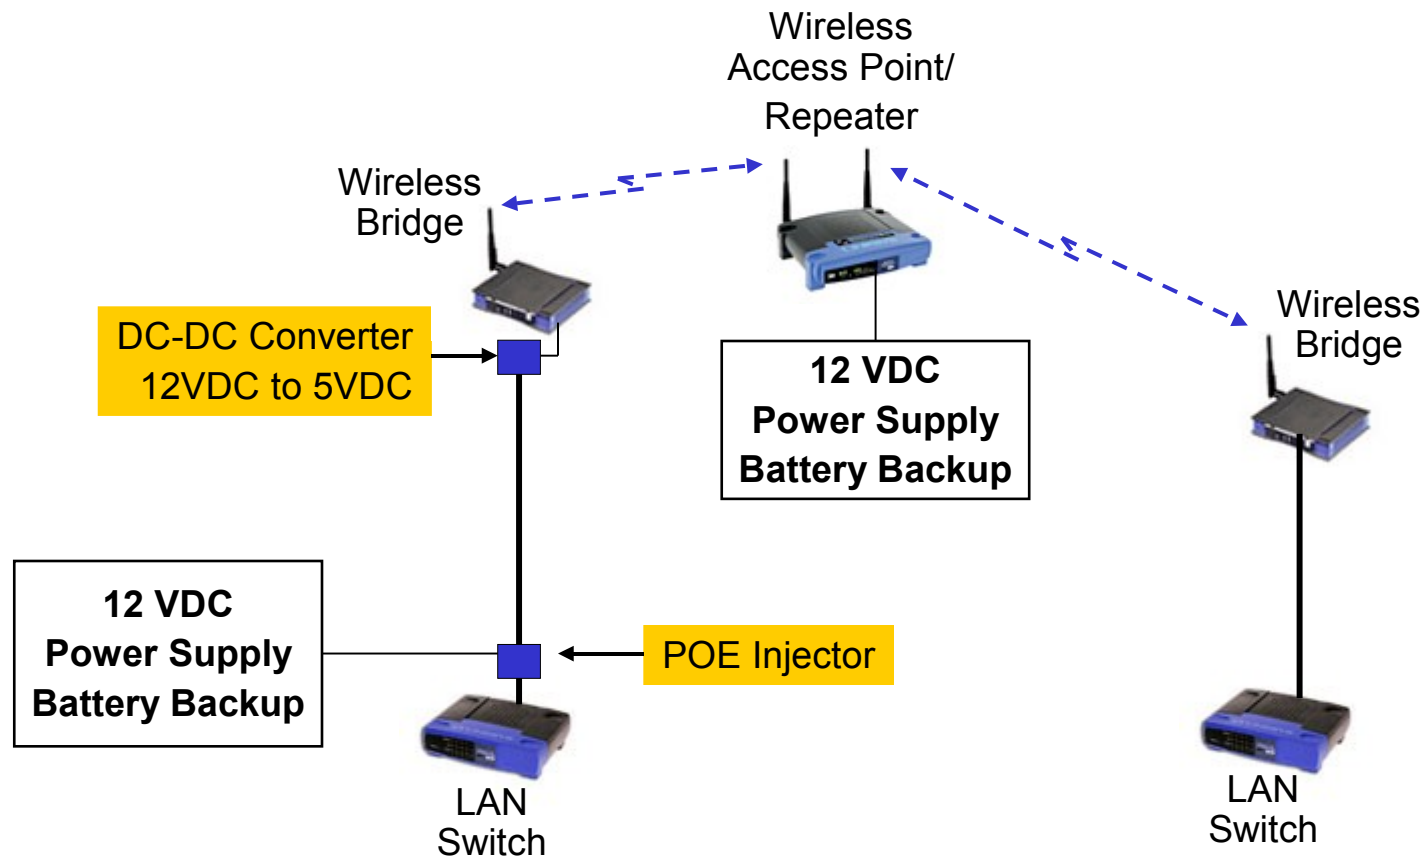 Wireless
Access Point/
Repeater
Wireless
Bridge
DC-DC Converter
12VDC to 5VDC
12 VDC
Power Supply
Battery Backup
Wireless
Bridge
12 VDC
Power Supply
Battery Backup
POE Injector
LAN
Switch
LAN
Switch